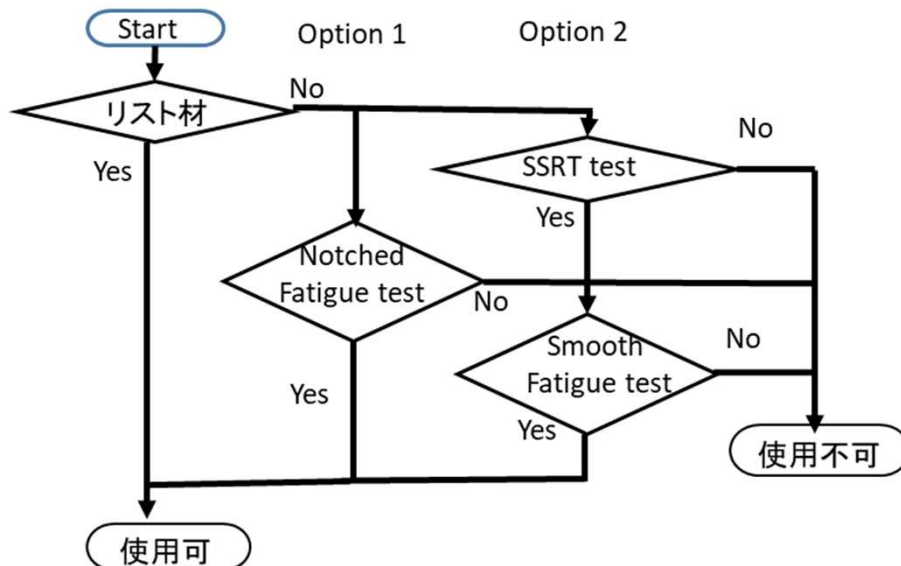 Start
Option 1
Option 2
リスト材
No
No
SSRT test
Yes
Yes
Notched
Fatigue test
No
Smooth
Fatigue test
No
Yes
Yes
使用不可
使用可